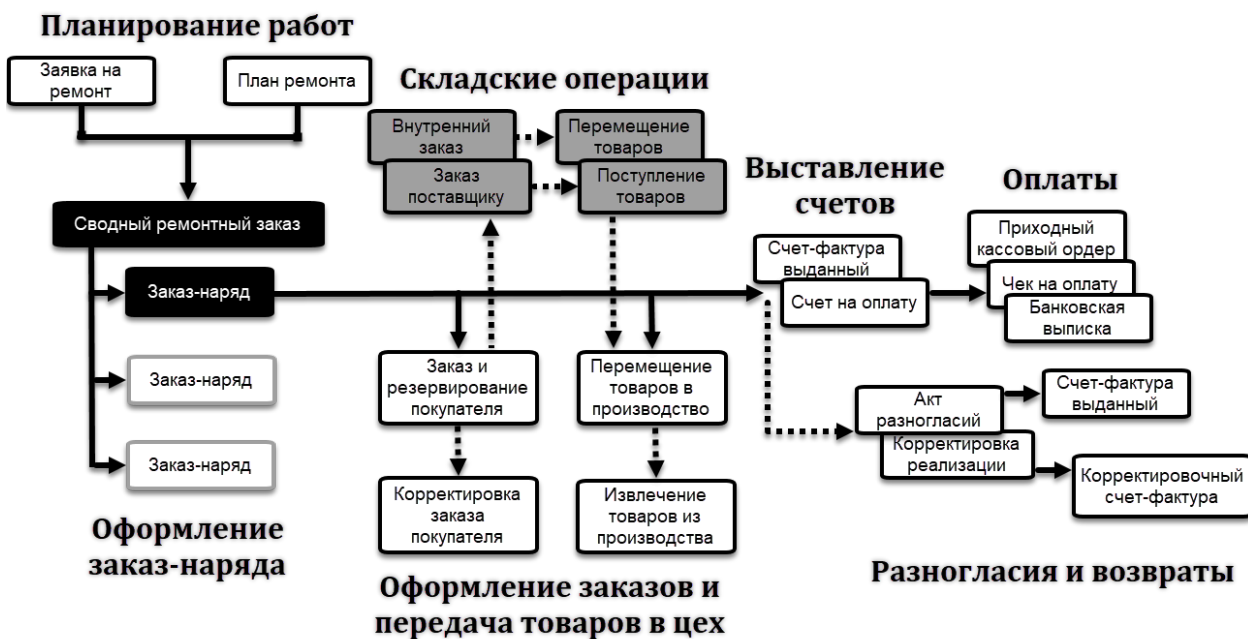 Планирование работ
Заявка на
ремонт
План ремонта
Сводный ремонтный заказ
Заказ-наряд
Заказ-наряд
Заказ-наряд
Оформление
заказ-наряда
Складские операции
Внутренний
заказ
Перемещение
товаров
Заказ
поставщику
Поступление
товаров
Заказ и
резервирование
покупателя
Перемещение
товаров в
производство
Корректировка
заказа
покупателя
Извлечение
товаров из
производства
Оформление заказов и
передача товаров в цех
Выставление
счетов
Счет-фактура
выданный
Счет на оплату
Оплаты
Приходный
кассовый ордер
Чек на оплату
Банковская
выписка
Акт
разногласий
Счет-фактура
выданный
Корректировка
реализации
Корректировочный
счет-фактура
Разногласия и возвраты